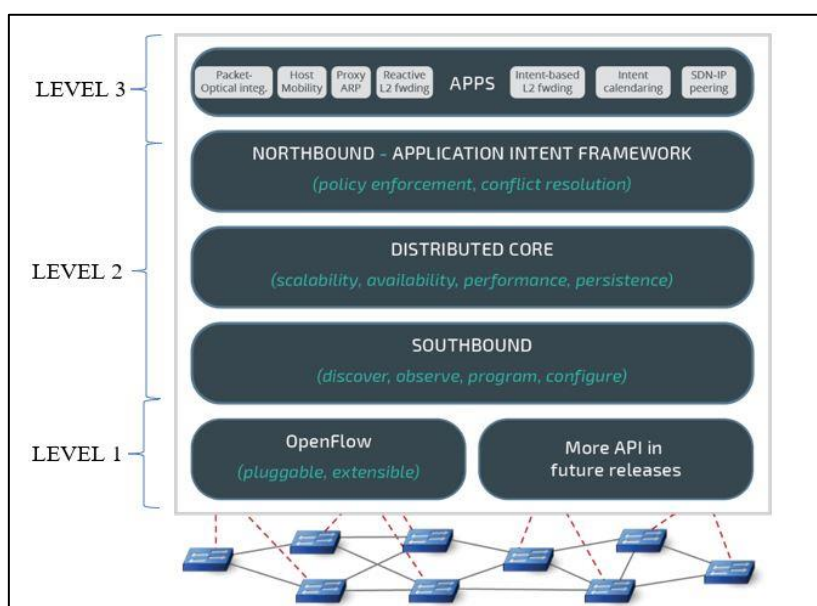 LEVEL 3
Packet-
Optical integ.
Host
Mobility
Proxy
ARP
Reactive
L2 fwding
APPS
Intent-based
L2 fwding
Intent
calendaring
SDN-IP
peering
NORTHBOUND - APPLICATION INTENT FRAMEWORK
(policy enforcement, conflict resolution)
LEVEL 2
DISTRIBUTED CORE
(scalability, availability, performance, persistence)
SOUTHBOUND
(discover, observe, program, configure)
LEVEL 1
OpenFlow
(pluggable, extensible)
More API in
future releases